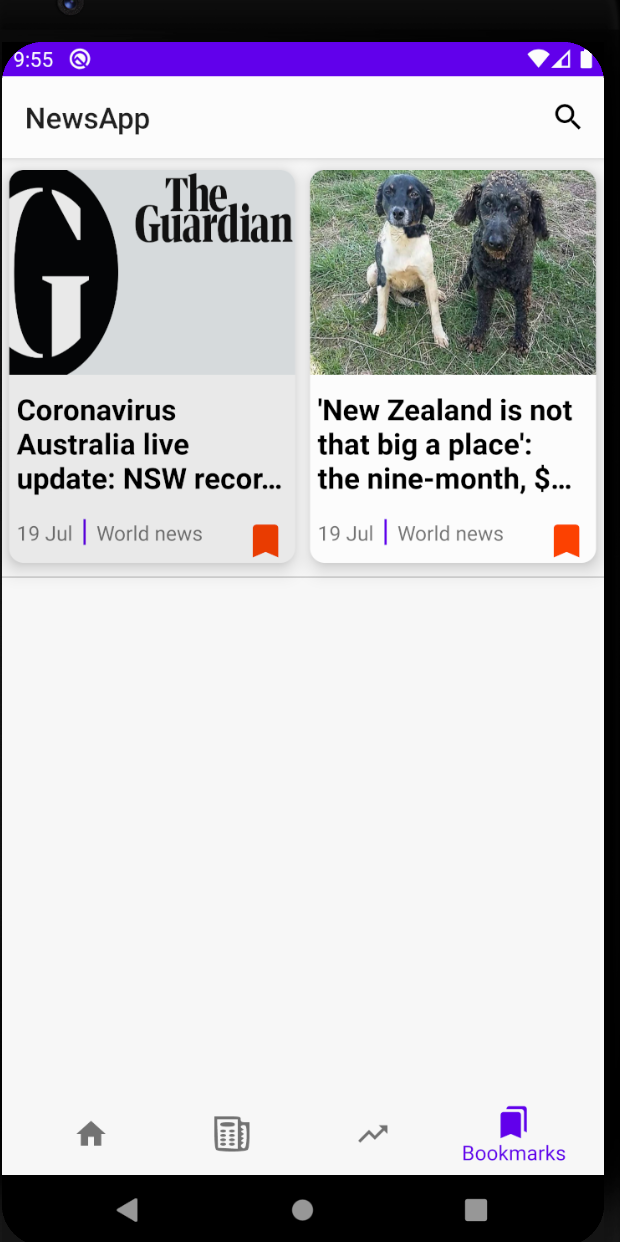 9:55
NewsApp
The
Guardian
G
Coronavirus
Australia live
update: NSW recor...
19 Jul
World news
'New Zealand is not
that big a place':
the nine-month, $...
19 Jul
World news
Bookmarks